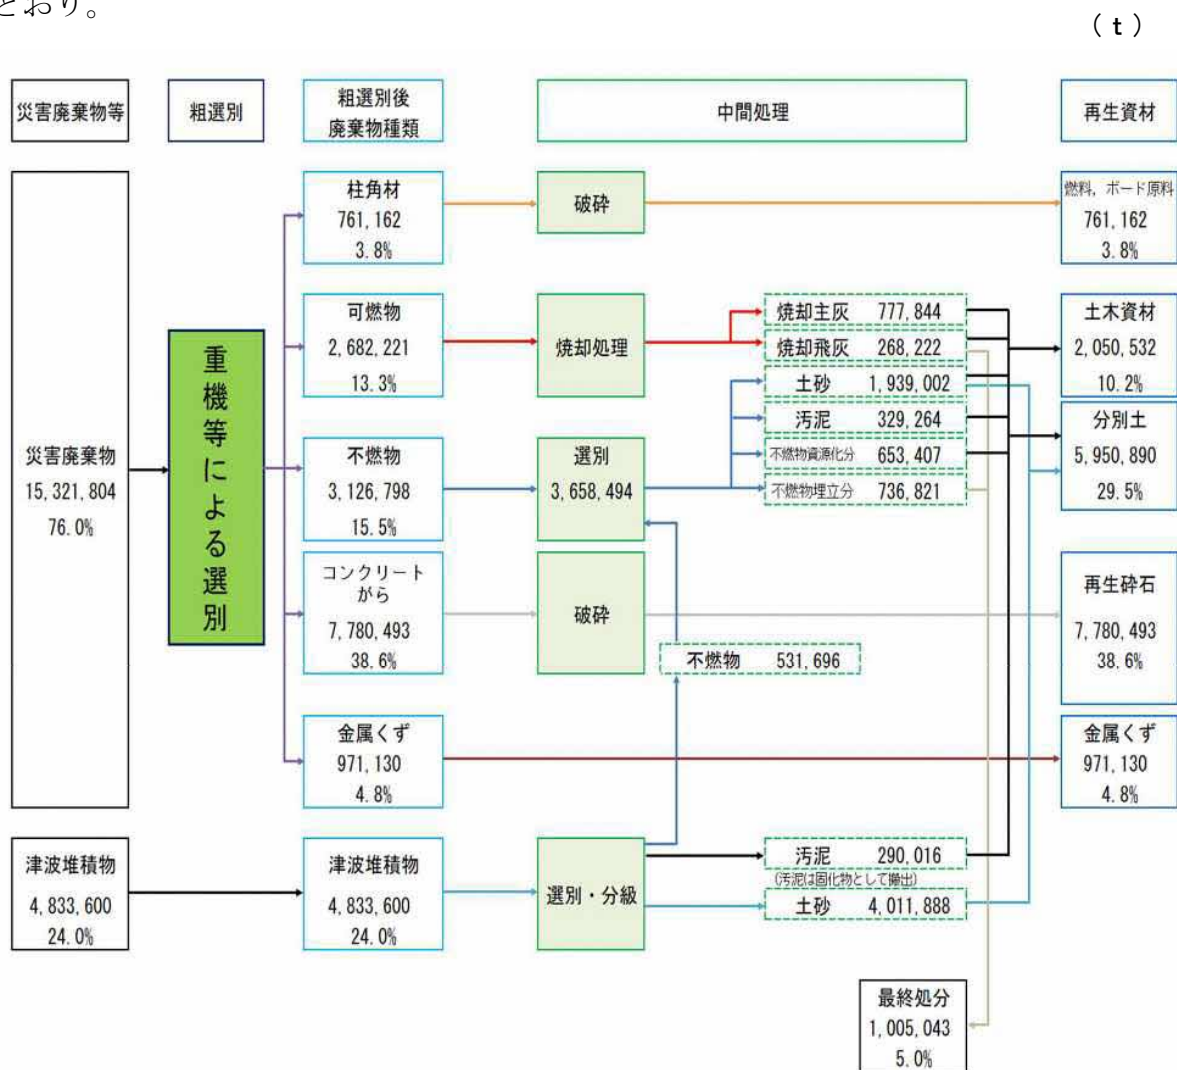 とおり。
(t)
災害廃棄物等
粗選別
粗選別後
廃棄物種類
中間処理
再生資材
災害廃棄物
15,321,804
76.0%
重機等による選別
柱角材
761,162
3.8%
破砕
燃料，ボード原料
761,162
3.8%
可燃物
2,682,221
13.3%
焼却処理
焼却主灰 777,844
焼却飛灰 268,222
土砂 1,939,002
汚泥 329,264
不燃物資源化分 653,407
不燃物埋立分 736,821
土木資材
2,050,532
10.2%
分別土
5,950,890
29.5%
不燃物
3,126,798
15.5%
選別
3,658,494
コンクリート
がら
7,780,493
38.6%
破砕
不燃物 531,696
再生砕石
7,780,493
38.6%
金属くず
971,130
4.8%
金属くず
971,130
4.8%
津波堆積物
4,833,600
24.0%
津波堆積物
4,833,600
24.0%
選別・分級
汚泥 290,016
(汚泥は固化物として搬出)
土砂 4,011,888
最終処分
1,005,043
5.0%